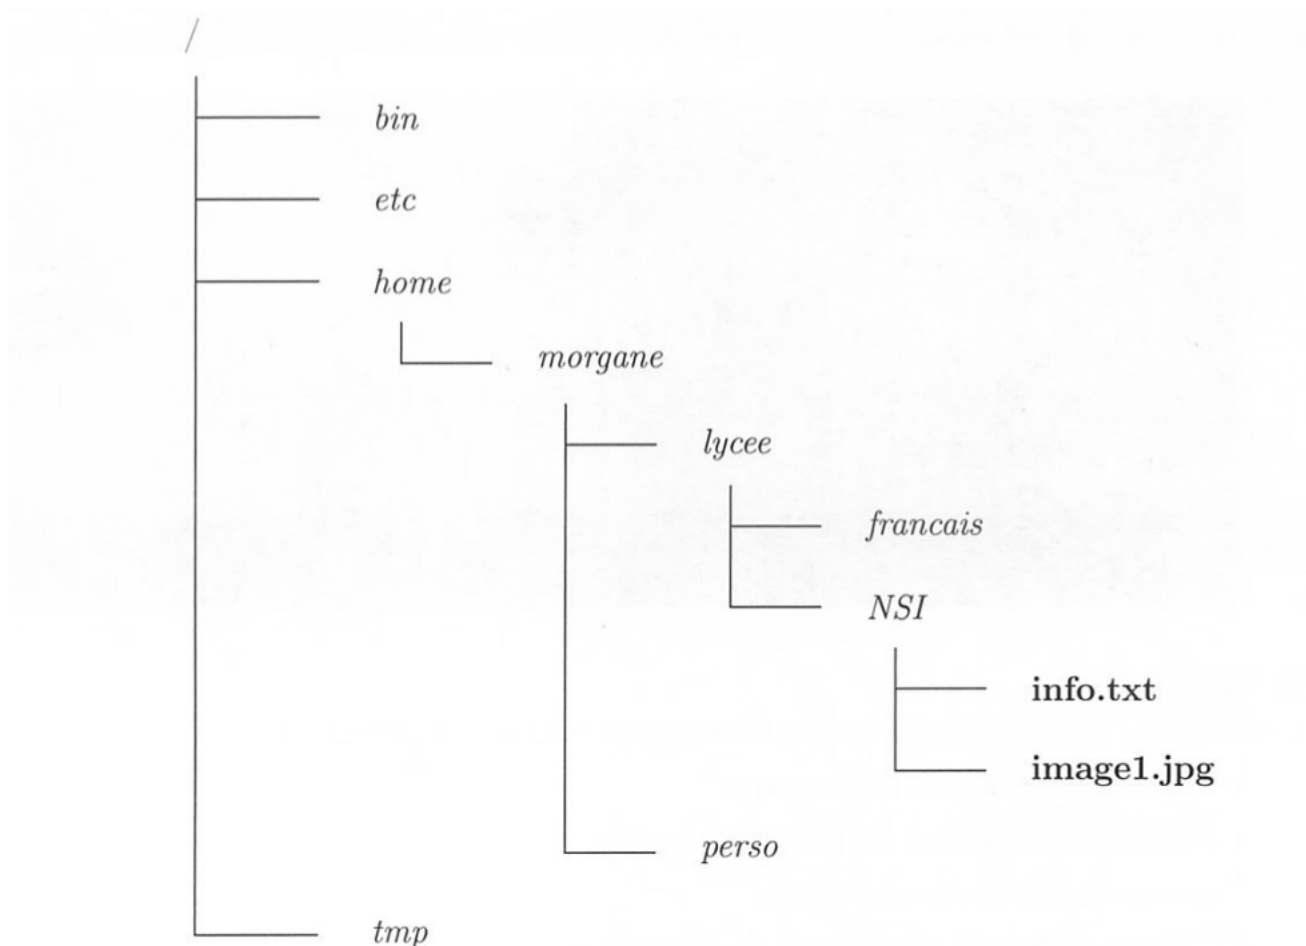 /
bin
etc
home
morgane
lycee
francais
NSI
info.txt
image1.jpg
perso
tmp